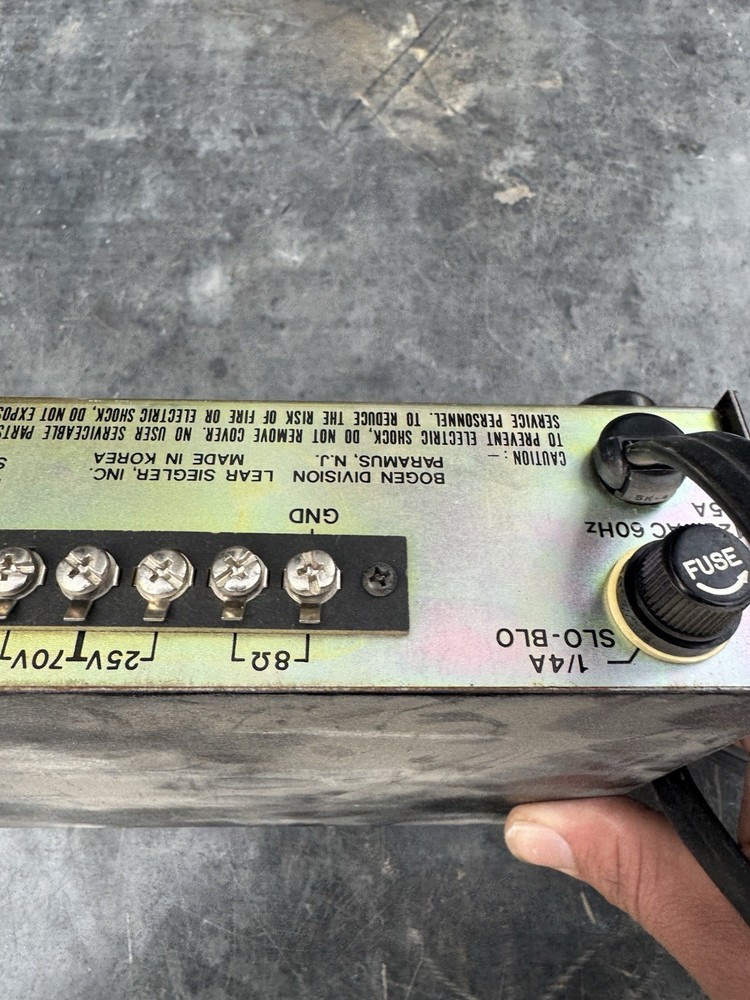 1/4A
SLO-BLO
8Ω 25V 70V
FUSE
GND
60Hz
5A
BOGEN DIVISION LEAR SIEGLER, INC.
PARAMUS, N.J. MADE IN KOREA
CAUTION : —
TO PREVENT ELECTRIC SHOCK, DO NOT REMOVE COVER. NO USER SERVICEABLE PARTS
SERVICE PERSONNEL. TO REDUCE THE RISK OF FIRE OR ELECTRIC SHOCK, DO NOT EXPOS